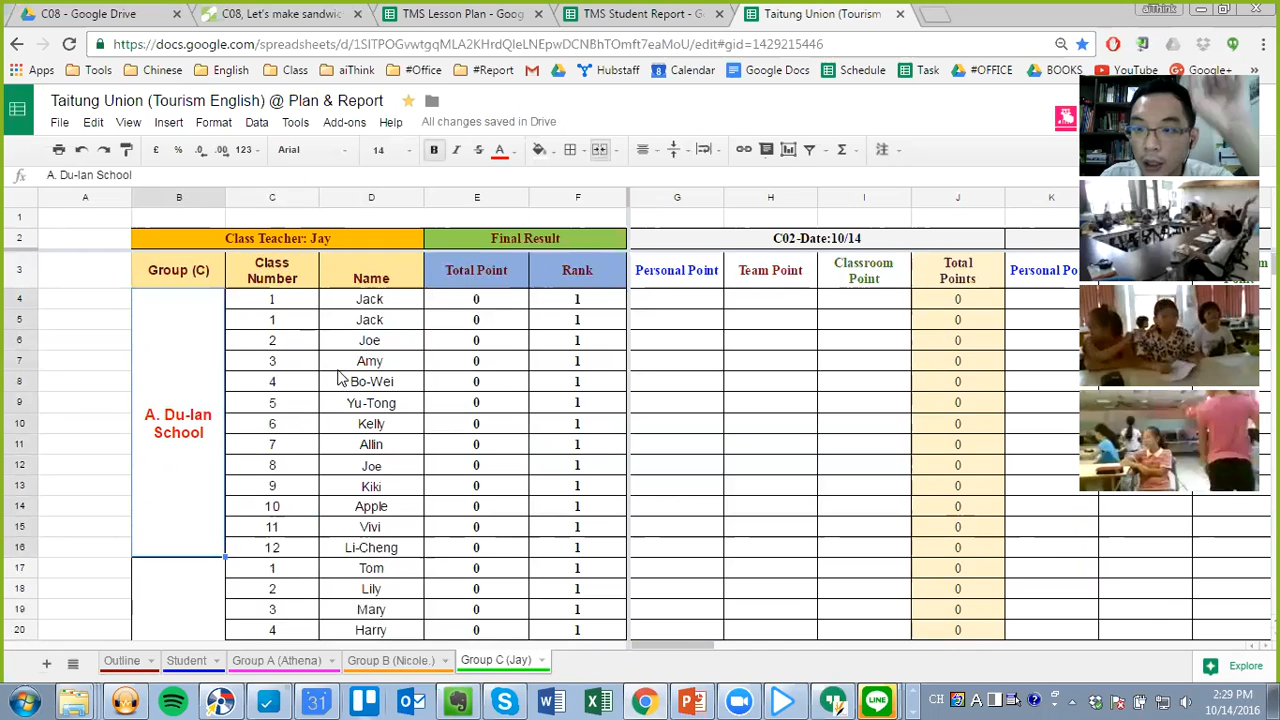 C08 - Google Drive
C08, Let's make sandwic
TMS Lesson Plan - Goog
TMS Student Report - Go
Taitung Union (Tourism
aiThink
https://docs.google.com/spreadsheets/d/1SITPOGvwtgqMLA2KHrdQIeLNEpwDCNBhTOmft7eaMoU/edit#gid=1429215446
Apps
Tools
Chinese
English
Class
aiThink
#Office
#Report
Hubstaff
Calendar
Google Docs
Schedule
Task
#OFFICE
BOOKS
YouTube
Google+
Taitung Union (Tourism English) @ Plan & Report
File Edit View Insert Format Data Tools Add-ons Help All changes saved in Drive
£ % .0 .00 123 Arial 14 B I S A
注
fx A. Du-lan School
A B C D E F G H I J K
1
2 Class Teacher: Jay Final Result C02-Date:10/14
3 Group (C) Class Number Name Total Point Rank Personal Point Team Point Classroom Point Total Points Personal Po
4 1 Jack 0 1 0
5 1 Jack 0 1 0
6 2 Joe 0 1 0
7 3 Amy 0 1 0
8 4 Bo-Wei 0 1 0
9 5 Yu-Tong 0 1 0
A. Du-lan School
10 6 Kelly 0 1 0
11 7 Allin 0 1 0
12 8 Joe 0 1 0
13 9 Kiki 0 1 0
14 10 Apple 0 1 0
15 11 Vivi 0 1 0
16 12 Li-Cheng 0 1 0
17 1 Tom 0 1 0
18 2 Lily 0 1 0
19 3 Mary 0 1 0
20 4 Harry 0 1 0
Outline Student Group A (Athena) Group B (Nicole.) Group C (Jay) Explore
31
CH
2:29 PM
10/14/2016